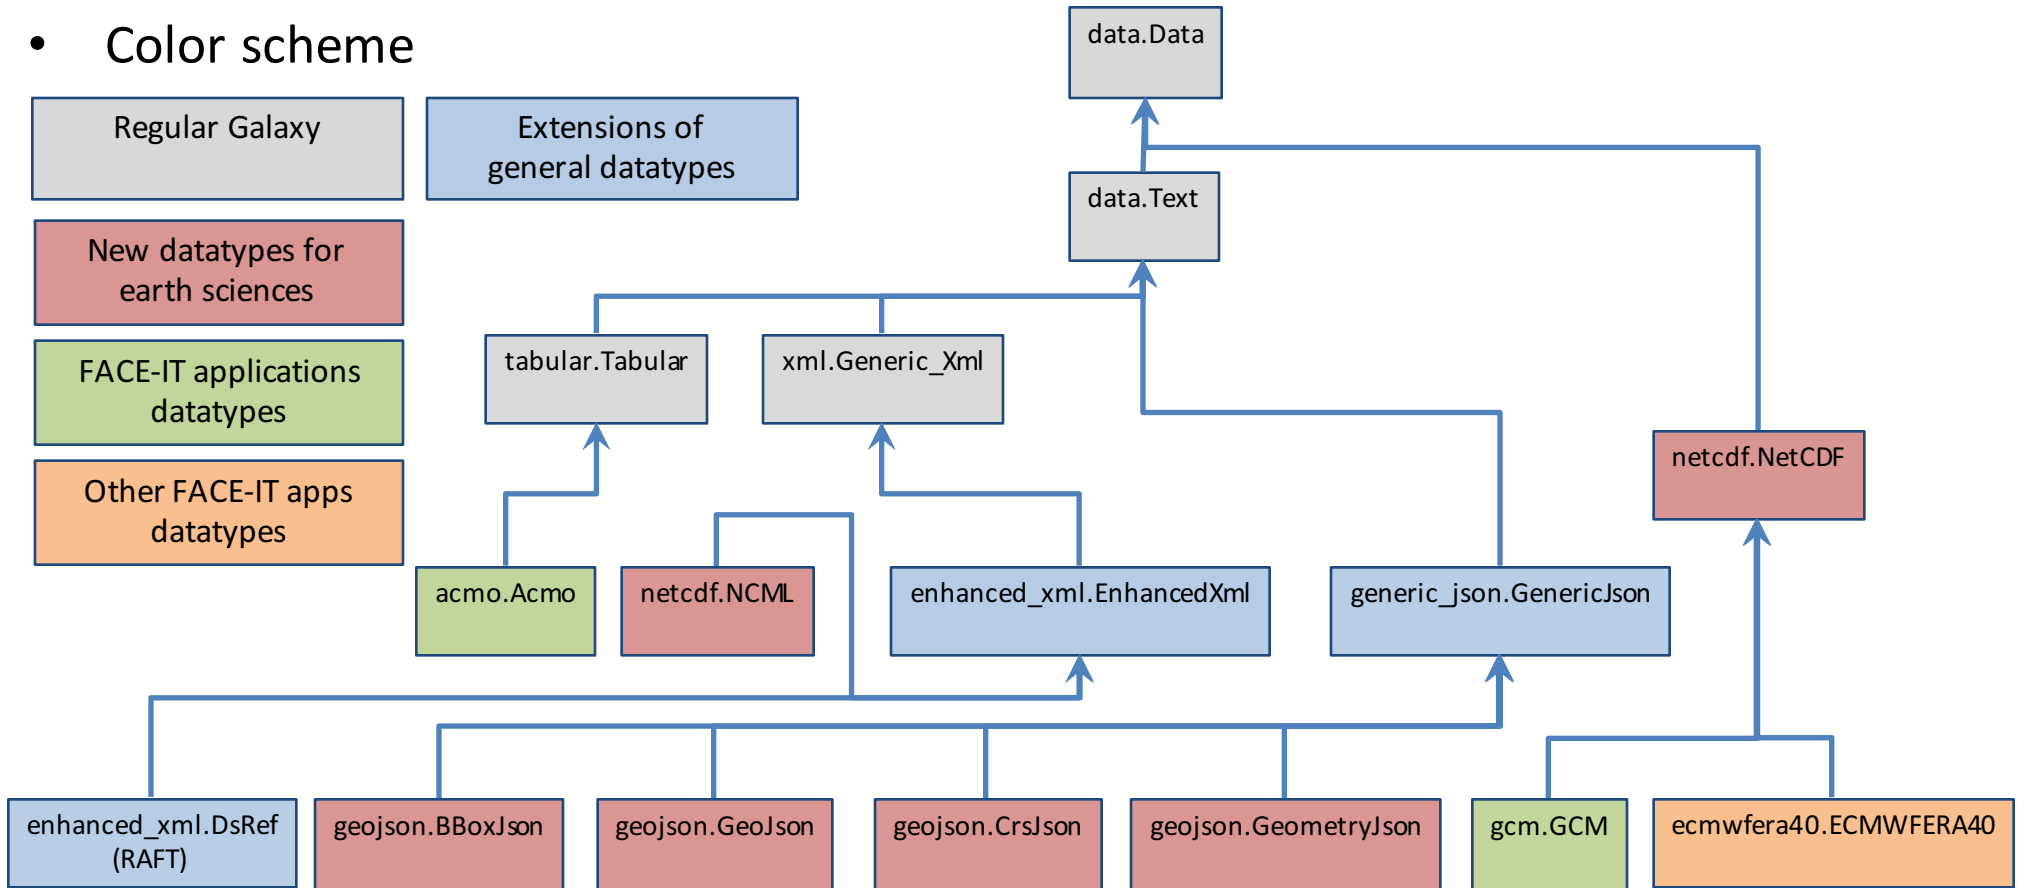 • Color scheme
Regular Galaxy
Extensions of
general datatypes
New datatypes for
earth sciences
FACE-IT applications
datatypes
Other FACE-IT apps
datatypes
data.Data
data.Text
tabular.Tabular
xml.Generic_Xml
netcdf.NetCDF
acmo.Acmo
netcdf.NCML
enhanced_xml.EnhancedXml
generic_json.GenericJson
enhanced_xml.DsRef
(RAFT)
geojson.BBoxJson
geojson.GeoJson
geojson.CrsJson
geojson.GeometryJson
gcm.GCM
ecmwfera40.ECMWFERA40